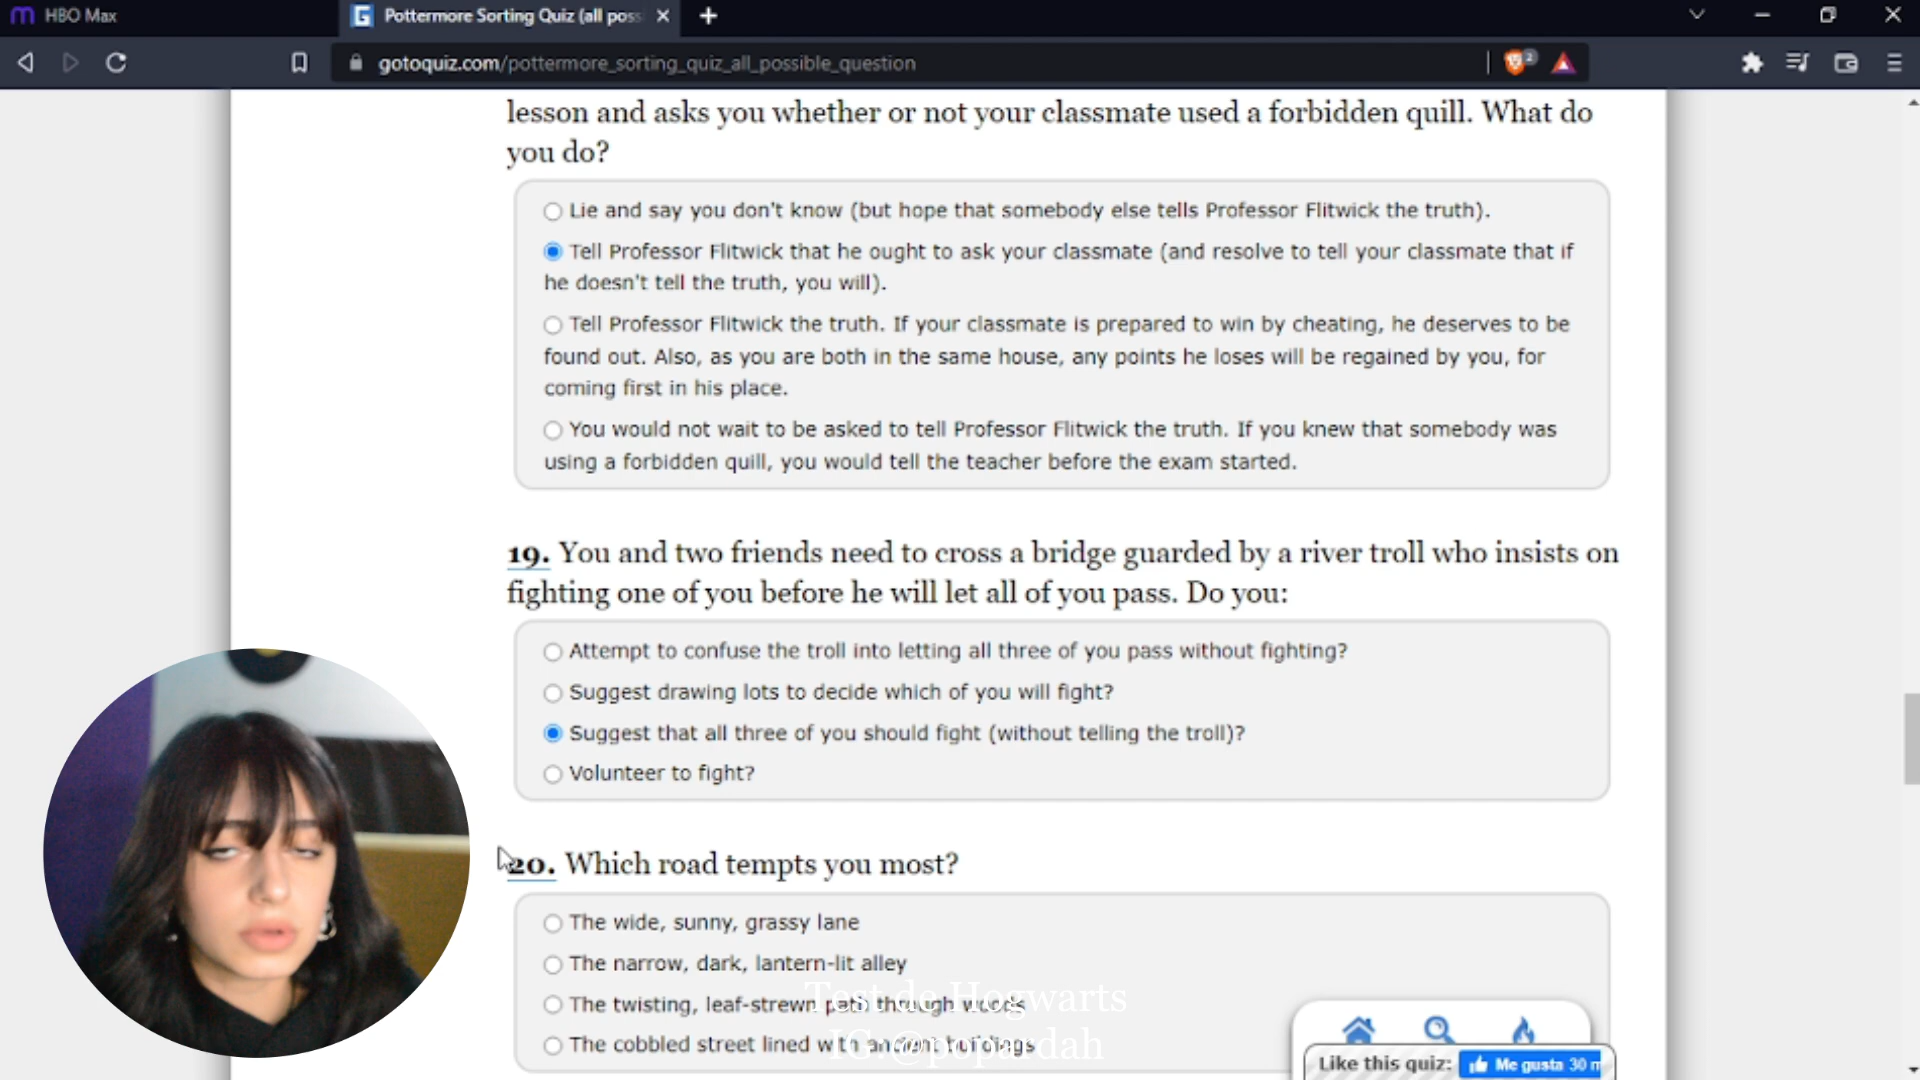 HBO Max
Pottermore Sorting Quiz (all poss
gotoquiz.com/pottermore_sorting_quiz_all_possible_question
2
lesson and asks you whether or not your classmate used a forbidden quill. What do
you do?
Lie and say you don't know (but hope that somebody else tells Professor Flitwick the truth).
Tell Professor Flitwick that he ought to ask your classmate (and resolve to tell your classmate that if
he doesn't tell the truth, you will).
Tell Professor Flitwick the truth. If your classmate is prepared to win by cheating, he deserves to be
found out. Also, as you are both in the same house, any points he loses will be regained by you, for
coming first in his place.
You would not wait to be asked to tell Professor Flitwick the truth. If you knew that somebody was
using a forbidden quill, you would tell the teacher before the exam started.
19. You and two friends need to cross a bridge guarded by a river troll who insists on
fighting one of you before he will let all of you pass. Do you:
Attempt to confuse the troll into letting all three of you pass without fighting?
Suggest drawing lots to decide which of you will fight?
Suggest that all three of you should fight (without telling the troll)?
Volunteer to fight?
20. Which road tempts you most?
The wide, sunny, grassy lane
The narrow, dark, lantern-lit alley
Test de Hogwarts
The twisting, leaf-strewn path through woods
The cobbled street lined with ancient buildings
IG:@popardah
Like this quiz:
Me gusta 30 m